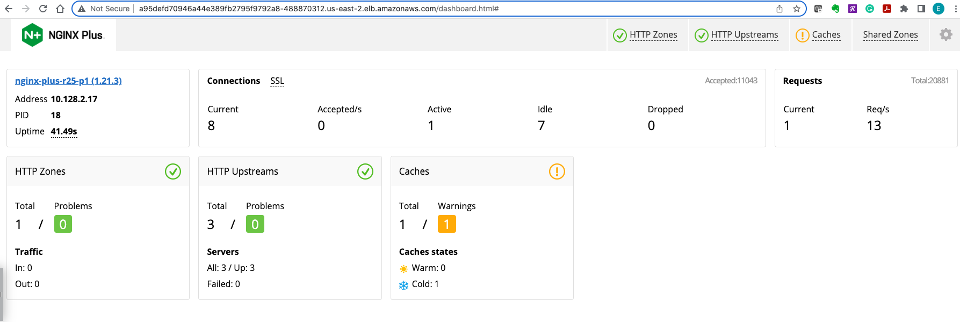 Not Secure | a95defd70946a44e389fb2795f9792a8-488870312.us-east-2.elb.amazonaws.com/dashboard.html#
E
N+ NGINX Plus
HTTP Zones
HTTP Upstreams
Caches
Shared Zones
nginx-plus-r25-p1 (1.21.3)
Address 10.128.2.17
PID 18
Uptime 41.49s
Connections SSL Accepted:11043
Current Accepted/s Active Idle Dropped
8 0 1 7 0
Requests Total:20881
Current Req/s
1 13
HTTP Zones
Total Problems
1 / 0
Traffic
In: 0
Out: 0
HTTP Upstreams
Total Problems
3 / 0
Servers
All: 3 / Up: 3
Failed: 0
Caches
Total Warnings
1 / 1
Caches states
Warm: 0
Cold: 1